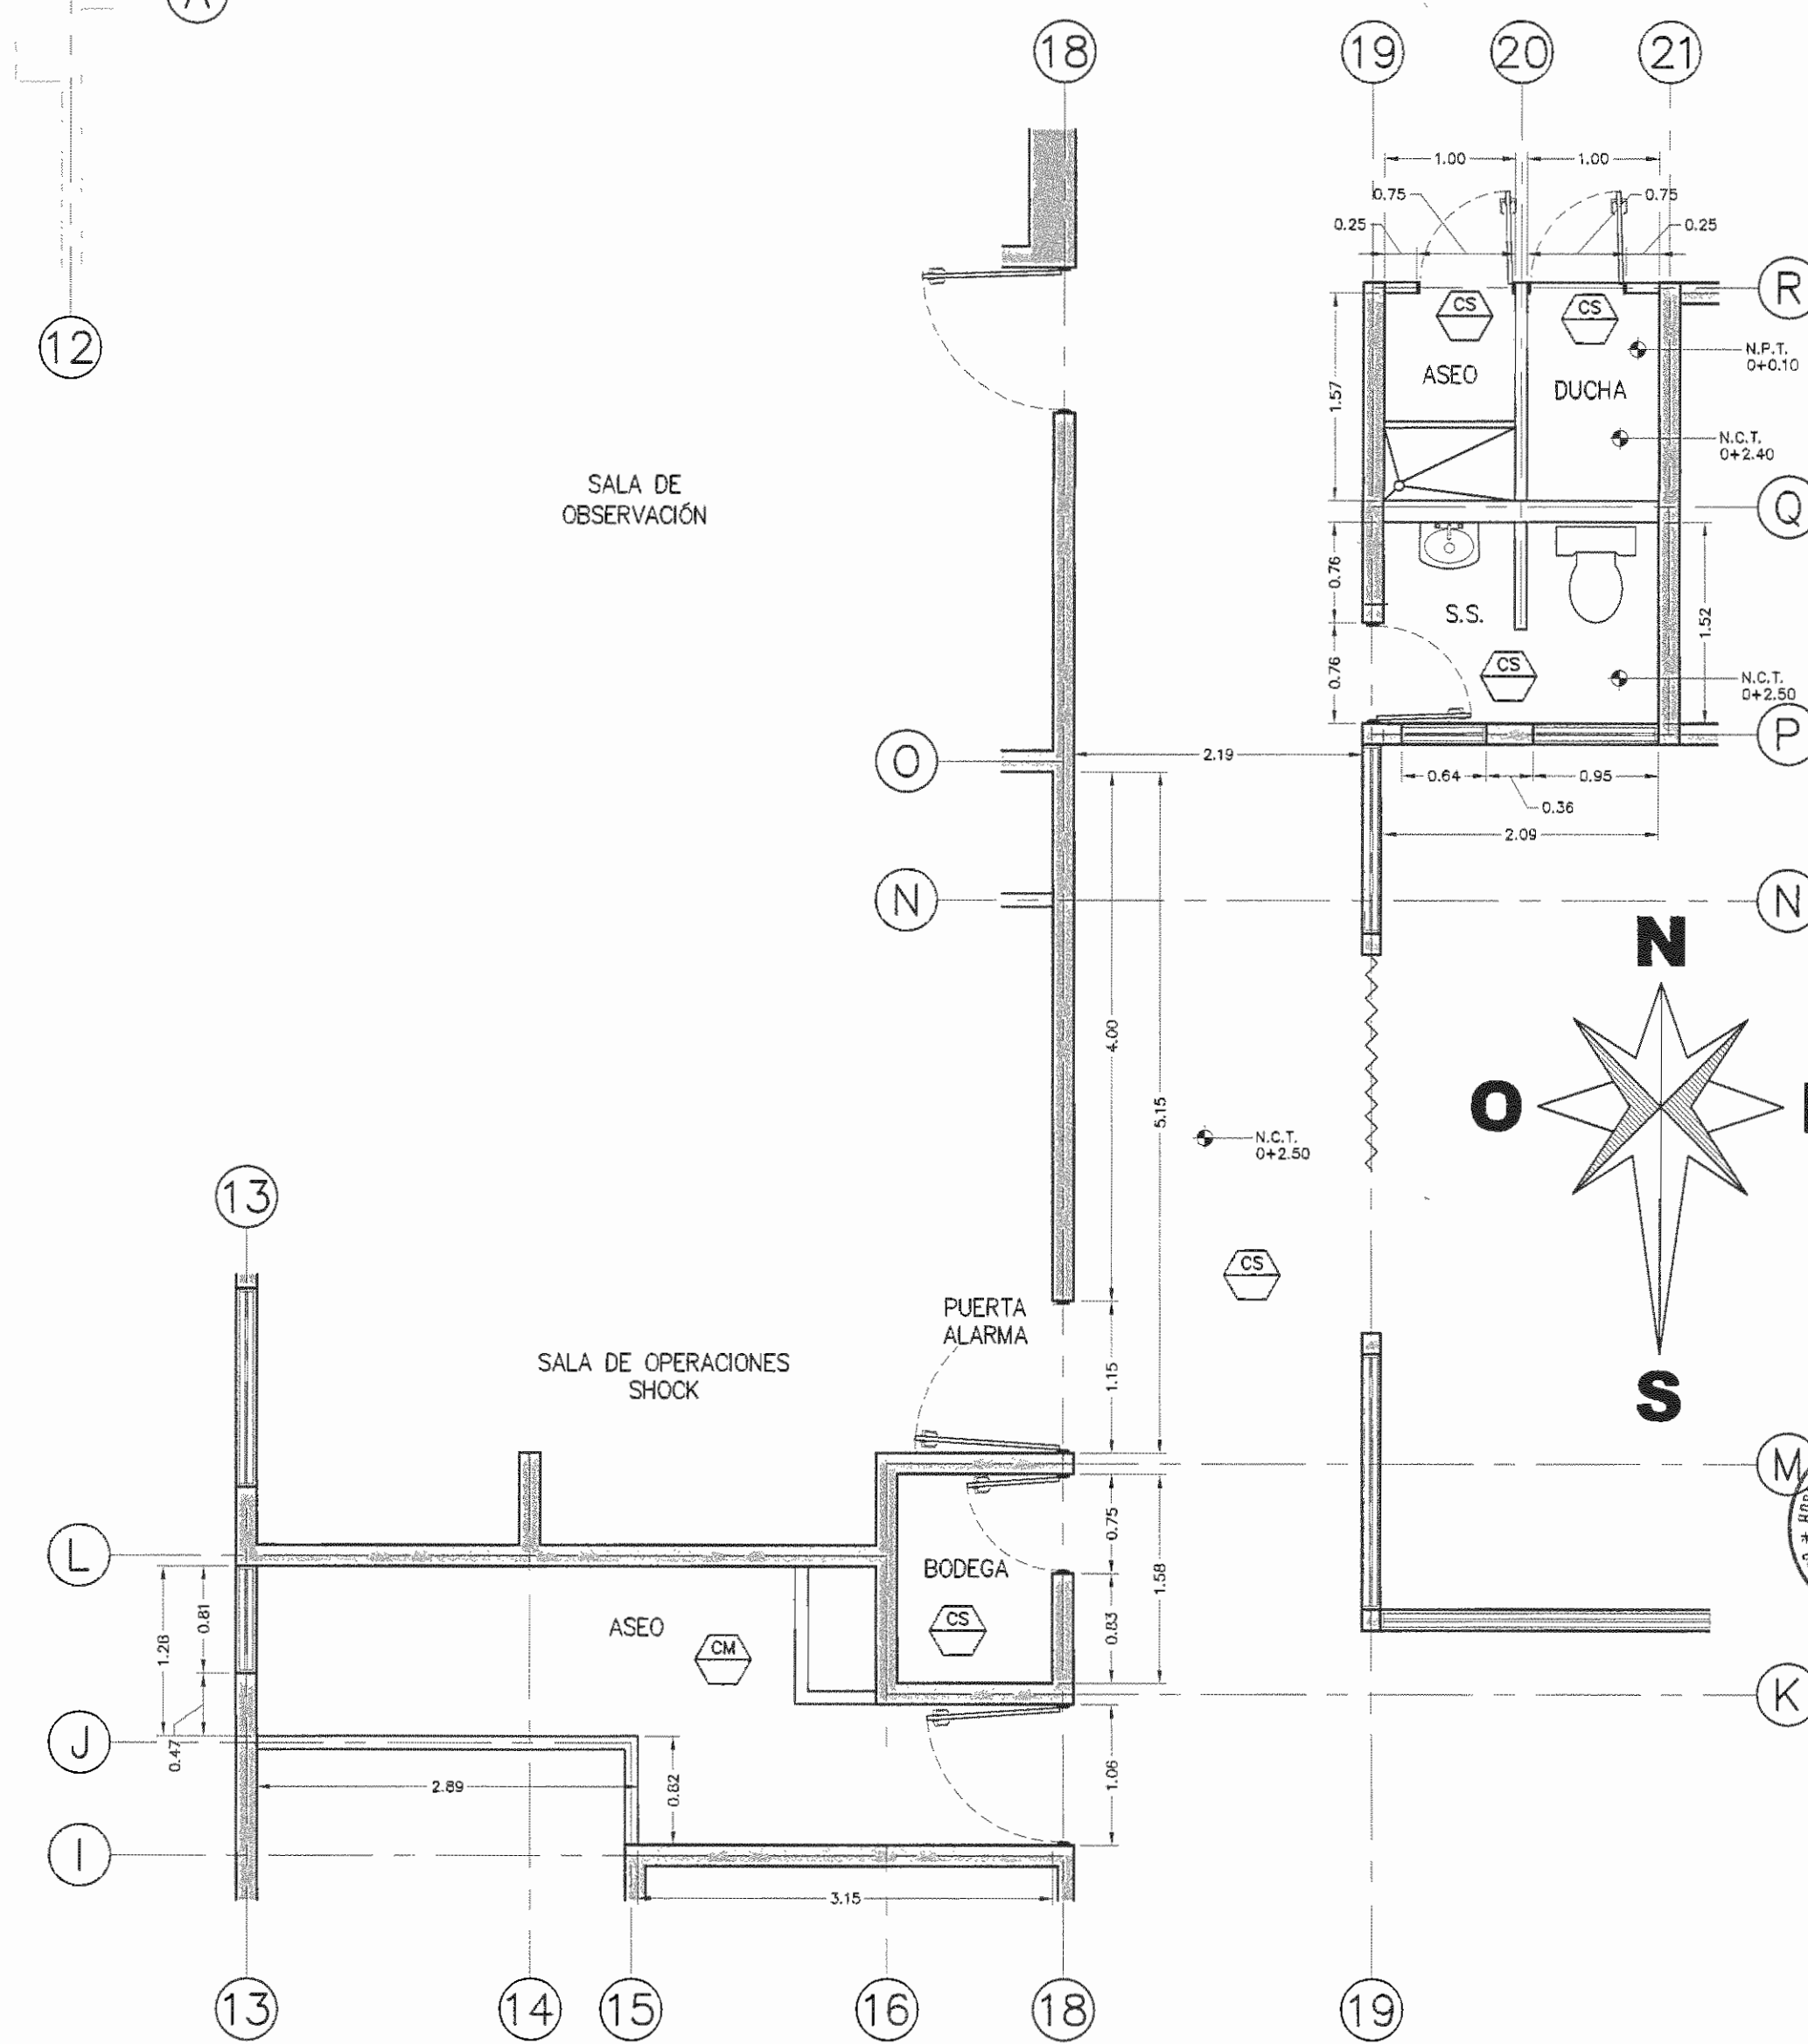 A
18
19
20
21
1.00
1.00
0.75
0.75
0.25
0.25
R
12
CS
CS
N.P.T.
0+0.10
ASEO
DUCHA
1.57
N.C.T.
0+2.40
SALA DE
OBSERVACIÓN
Q
0.76
S.S.
1.52
0.76
CS
N.C.T.
0+2.50
P
O
2.19
0.64
0.95
0.36
2.09
N
N
N
4.00
5.15
O
N.C.T.
0+2.50
13
CS
PUERTA
ALARMA
SALA DE OPERACIONES
SHOCK
1.15
S
M
0.75
L
BODEGA
1.58
0.81
1.28
ASEO
CS
0.83
CM
K
J
0.47
2.89
0.82
1.06
I
3.15
13
14
15
16
18
19